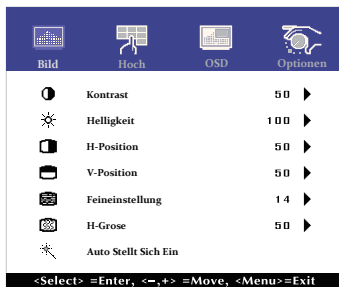 Bild Hoch OSD Optionen
Kontrast 50
Helligkeit 100
H-Position 50
V-Position 50
Feineinstellung 14
H-Grose 50
Auto Stellt Sich Ein
<Select> =Enter, <−,+> =Move, <Menu>=Exit